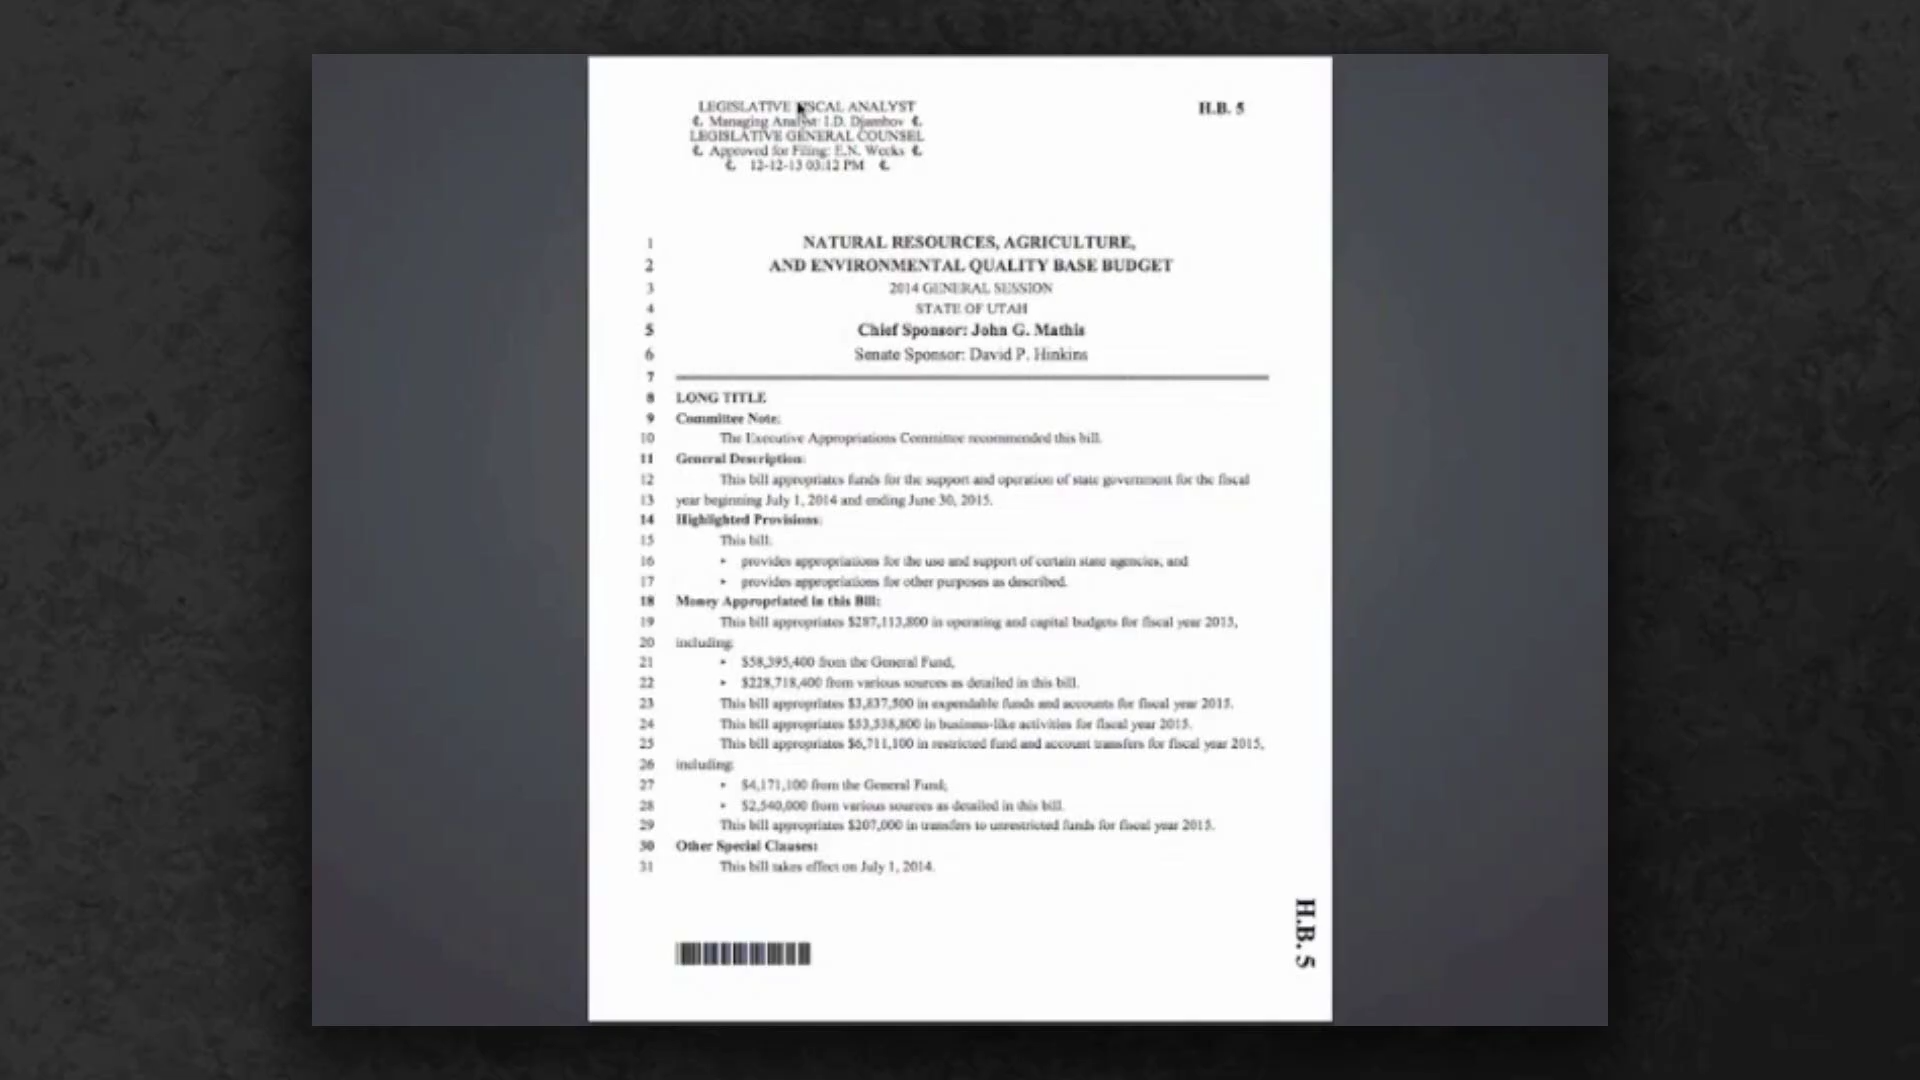 LEGISLATIVE FISCAL ANALYST
₵ Managing Analyst: I.D. Djambov ₵
LEGISLATIVE GENERAL COUNSEL
₵ Approved for Filing: E.N. Weeks ₵
₵ 12-12-13 03:12 PM ₵
H.B. 5
1 NATURAL RESOURCES, AGRICULTURE,
2 AND ENVIRONMENTAL QUALITY BASE BUDGET
3 2014 GENERAL SESSION
4 STATE OF UTAH
5 Chief Sponsor: John G. Mathis
6 Senate Sponsor: David P. Hinkins
7
8 LONG TITLE
9 Committee Note:
10 The Executive Appropriations Committee recommended this bill.
11 General Description:
12 This bill appropriates funds for the support and operation of state government for the fiscal
13 year beginning July 1, 2014 and ending June 30, 2015.
14 Highlighted Provisions:
15 This bill:
16 ▸ provides appropriations for the use and support of certain state agencies, and
17 ▸ provides appropriations for other purposes as described.
18 Money Appropriated in this Bill:
19 This bill appropriates $287,113,800 in operating and capital budgets for fiscal year 2015,
20 including:
21 ▸ $58,395,400 from the General Fund,
22 ▸ $228,718,400 from various sources as detailed in this bill.
23 This bill appropriates $3,837,500 in expendable funds and accounts for fiscal year 2015.
24 This bill appropriates $53,538,800 in business-like activities for fiscal year 2015.
25 This bill appropriates $6,711,100 in restricted fund and account transfers for fiscal year 2015,
26 including:
27 ▸ $4,171,100 from the General Fund;
28 ▸ $2,540,000 from various sources as detailed in this bill.
29 This bill appropriates $207,000 in transfers to unrestricted funds for fiscal year 2015.
30 Other Special Clauses:
31 This bill takes effect on July 1, 2014.
H.B. 5